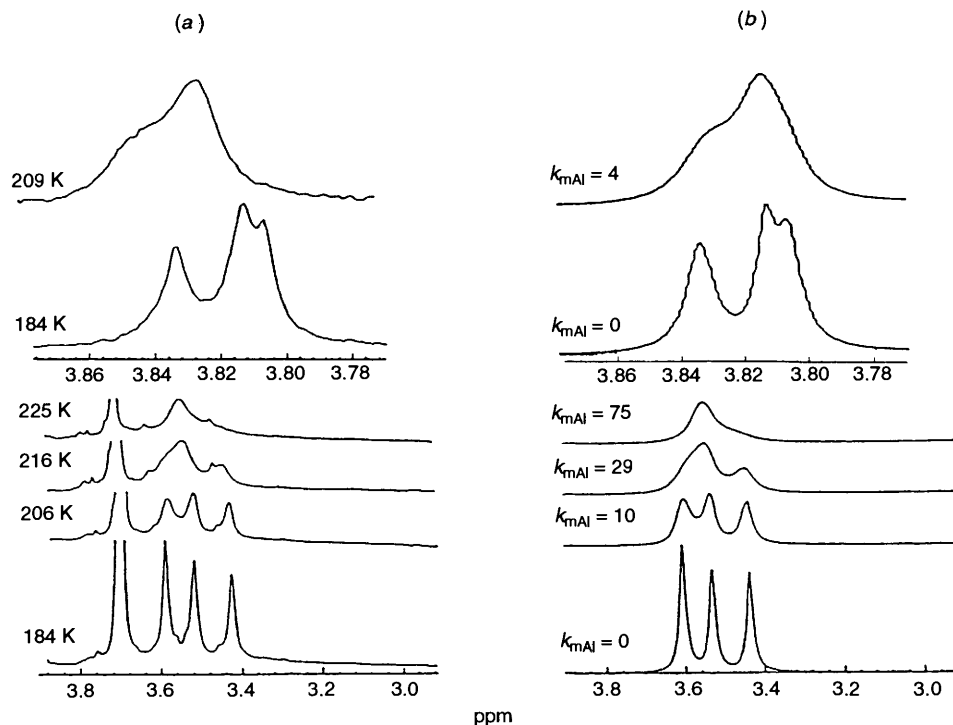 (a)
(b)
209 K
k_mAl = 4
184 K
k_mAl = 0
3.86 3.84 3.82 3.80 3.78
3.86 3.84 3.82 3.80 3.78
225 K
k_mAl = 75
216 K
k_mAl = 29
206 K
k_mAl = 10
184 K
k_mAl = 0
3.8 3.6 3.4 3.2 3.0
3.8 3.6 3.4 3.2 3.0
ppm